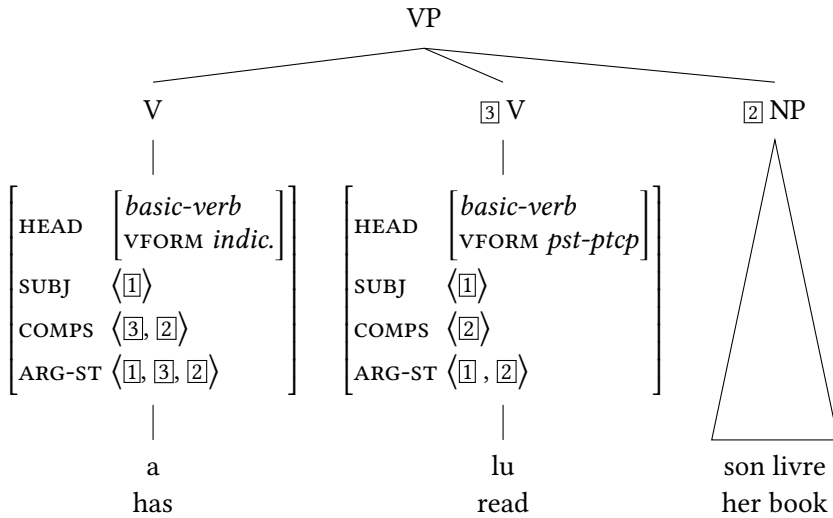 VP
V [3] V [2] NP
HEAD [basic-verb VFORM indic.] HEAD [basic-verb VFORM pst-ptcp]
SUBJ ⟨[1]⟩ SUBJ ⟨[1]⟩
COMPS ⟨[3], [2]⟩ COMPS ⟨[2]⟩
ARG-ST ⟨[1], [3], [2]⟩ ARG-ST ⟨[1] , [2]⟩
a lu son livre
has read her book